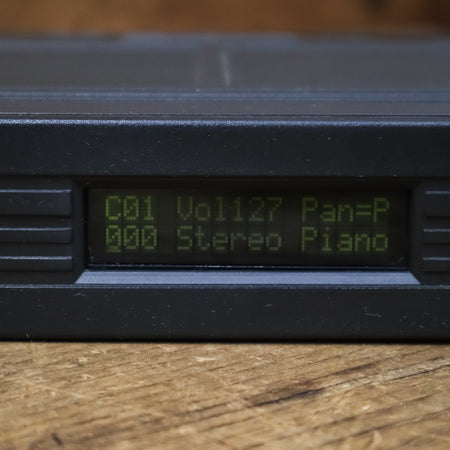 C01 Vol127 Pan=P
000 Stereo Piano